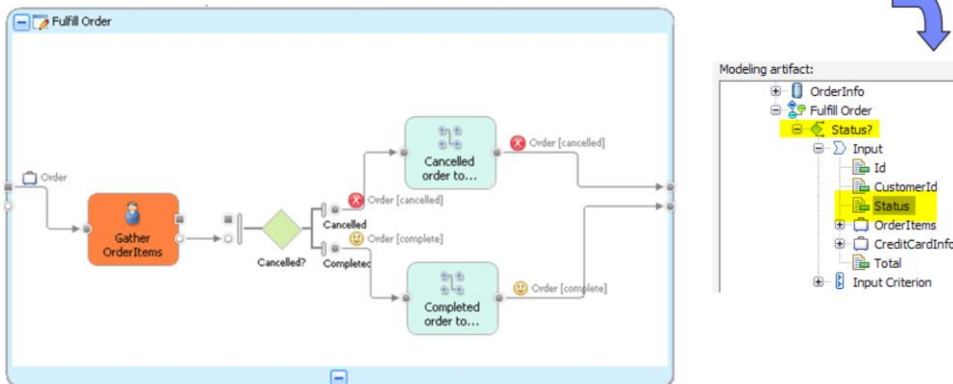 Fulfill Order
Order
Gather
OrderItems
Cancelled?
Cancelled
Completed
Order [cancelled]
Order [complete]
Cancelled
order to...
Completed
order to...
Order [cancelled]
Order [complete]
Modeling artifact:
OrderInfo
Fulfill Order
Status?
Input
Id
CustomerId
Status
OrderItems
CreditCardInfo
Total
Input Criterion